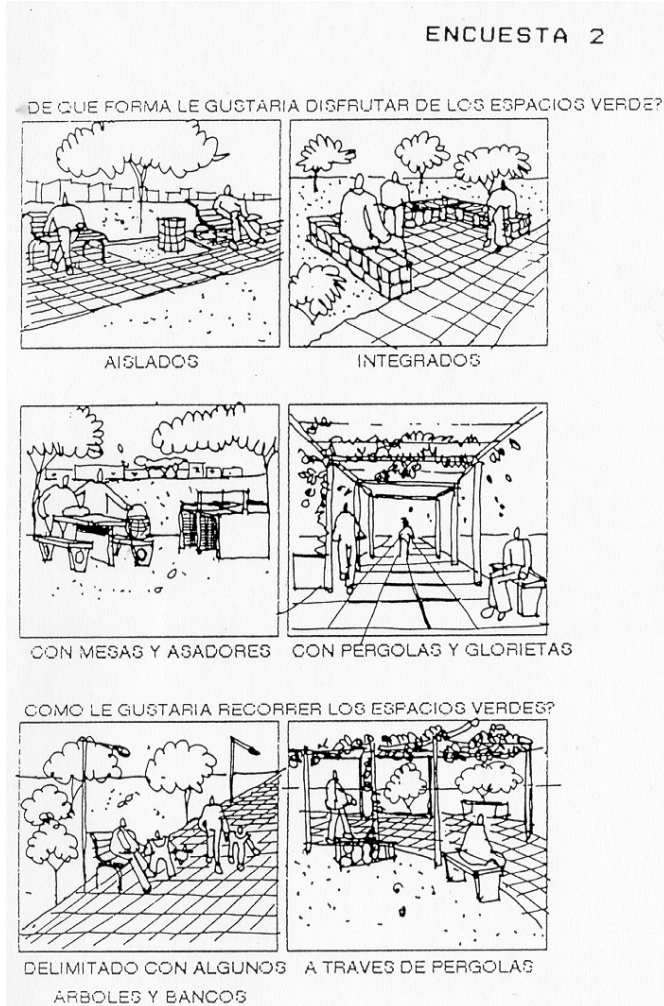 ENCUESTA 2
DE QUE FORMA LE GUSTARIA DISFRUTAR DE LOS ESPACIOS VERDE?
AISLADOS
INTEGRADOS
CON MESAS Y ASADORES
CON PERGOLAS Y GLORIETAS
COMO LE GUSTARIA RECORRER LOS ESPACIOS VERDES?
DELIMITADO CON ALGUNOS
ARBOLES Y BANCOS
A TRAVES DE PERGOLAS